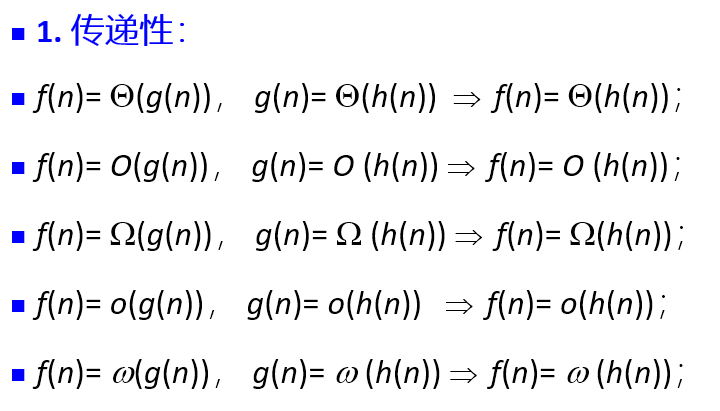 1. 传递性：
f(n)= Θ(g(n))， g(n)= Θ(h(n)) ⇒ f(n)= Θ(h(n))；
f(n)= O(g(n))， g(n)= O (h(n)) ⇒ f(n)= O (h(n))；
f(n)= Ω(g(n))， g(n)= Ω (h(n)) ⇒ f(n)= Ω(h(n))；
f(n)= o(g(n))， g(n)= o(h(n)) ⇒ f(n)= o(h(n))；
f(n)= ω(g(n))， g(n)= ω (h(n)) ⇒ f(n)= ω (h(n))；